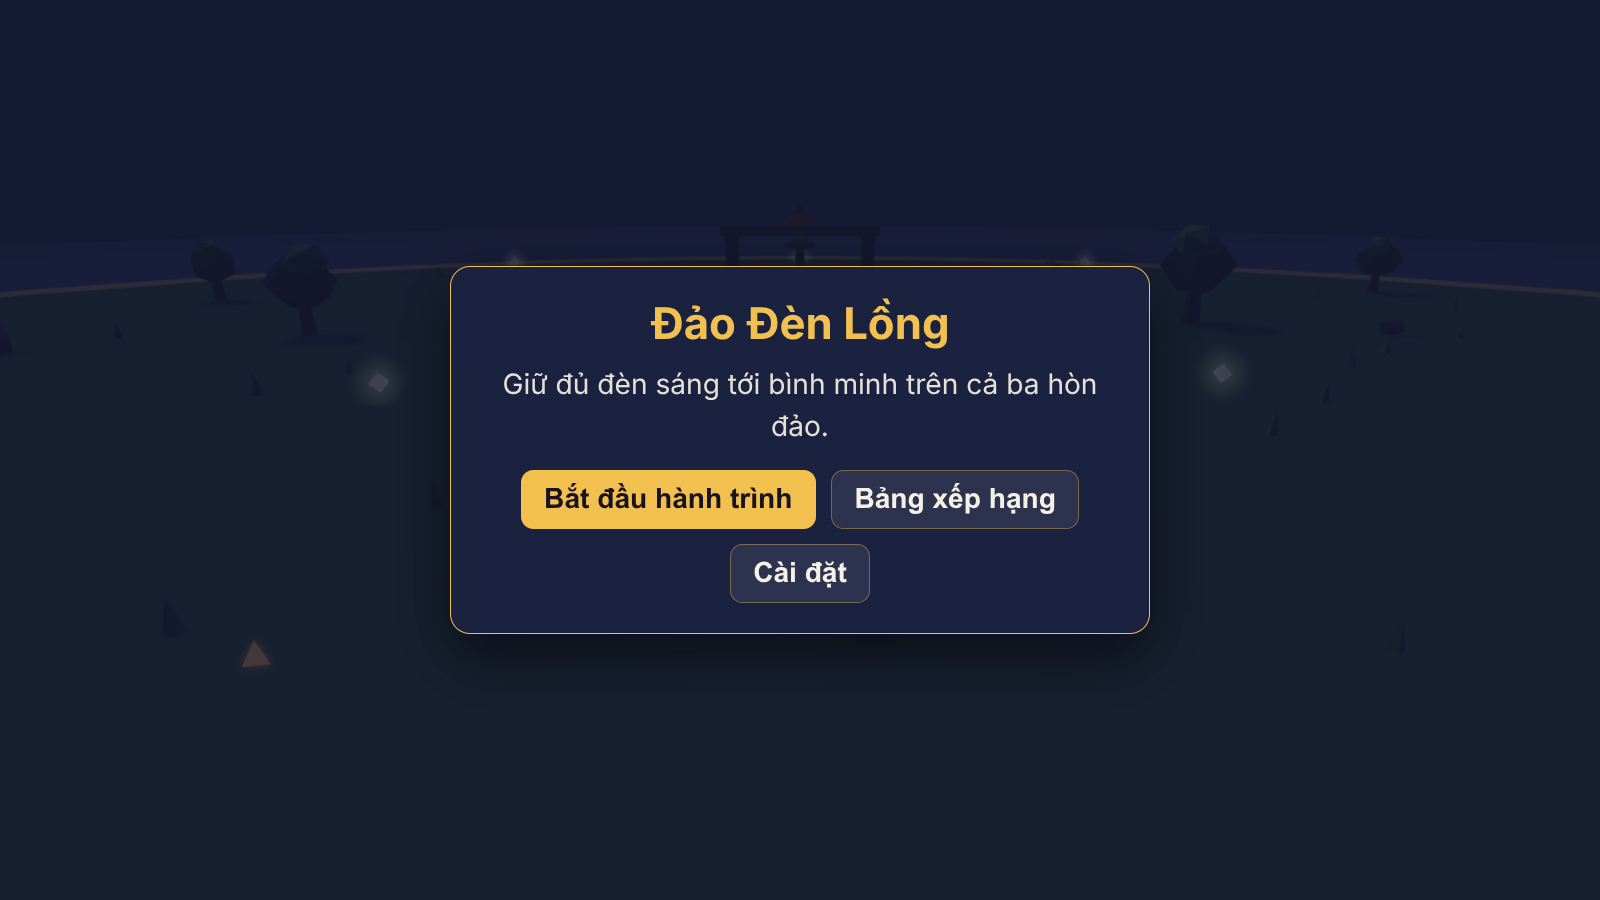 Đảo Đèn Lồng
Giữ đủ đèn sáng tới bình minh trên cả ba hòn
đảo.
Bắt đầu hành trình
Bảng xếp hạng
Cài đặt